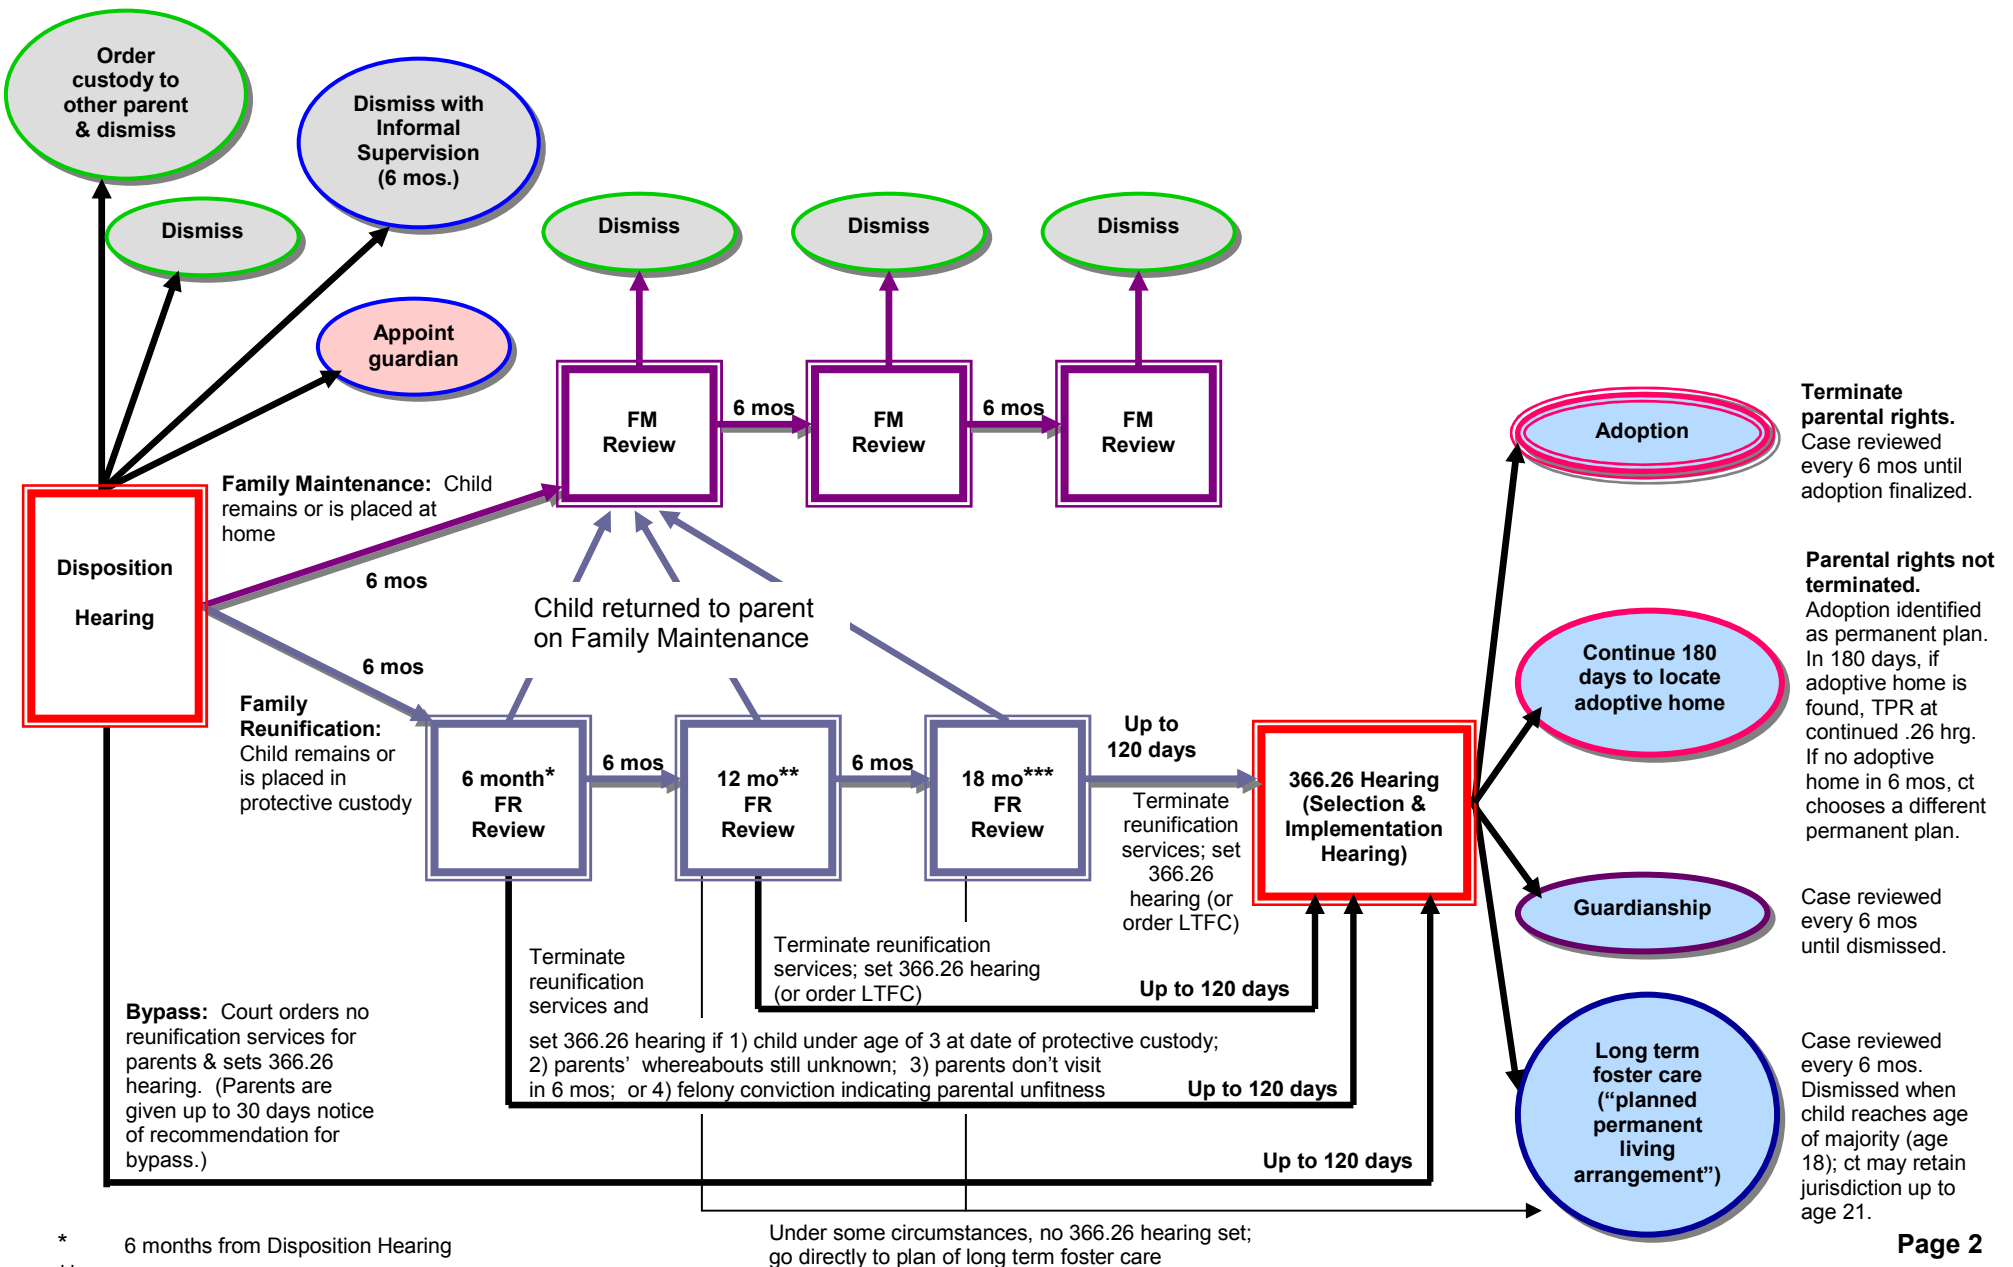 Order
custody to
other parent
& dismiss
Dismiss with
Informal
Supervision
(6 mos.)
Dismiss
Dismiss
Dismiss
Dismiss
Appoint
guardian
FM
Review
6 mos
FM
Review
6 mos
FM
Review
Family Maintenance: Child
remains or is placed at
home
6 mos
Disposition
Hearing
Child returned to parent
on Family Maintenance
6 mos
Family
Reunification:
Child remains or
is placed in
protective custody
6 month*
FR
Review
6 mos
12 mo**
FR
Review
6 mos
18 mo***
FR
Review
Up to
120 days
Terminate
reunification
services; set
366.26
hearing (or
order LTFC)
366.26 Hearing
(Selection &
Implementation
Hearing)
Adoption
Terminate
parental rights.
Case reviewed
every 6 mos until
adoption finalized.
Continue 180
days to locate
adoptive home
Parental rights not
terminated.
Adoption identified
as permanent plan.
In 180 days, if
adoptive home is
found, TPR at
continued .26 hrg.
If no adoptive
home in 6 mos, ct
chooses a different
permanent plan.
Guardianship
Case reviewed
every 6 mos
until dismissed.
Long term
foster care
(“planned
permanent
living
arrangement”)
Case reviewed
every 6 mos.
Dismissed when
child reaches age
of majority (age
18); ct may retain
jurisdiction up to
age 21.
Terminate reunification
services; set 366.26 hearing
(or order LTFC)
Up to 120 days
Terminate
reunification
services and
set 366.26 hearing if 1) child under age of 3 at date of protective custody;
2) parents’ whereabouts still unknown; 3) parents don’t visit
in 6 mos; or 4) felony conviction indicating parental unfitness
Up to 120 days
Bypass: Court orders no
reunification services for
parents & sets 366.26
hearing. (Parents are
given up to 30 days notice
of recommendation for
bypass.)
Up to 120 days
Under some circumstances, no 366.26 hearing set;
go directly to plan of long term foster care
* 6 months from Disposition Hearing
Page 2